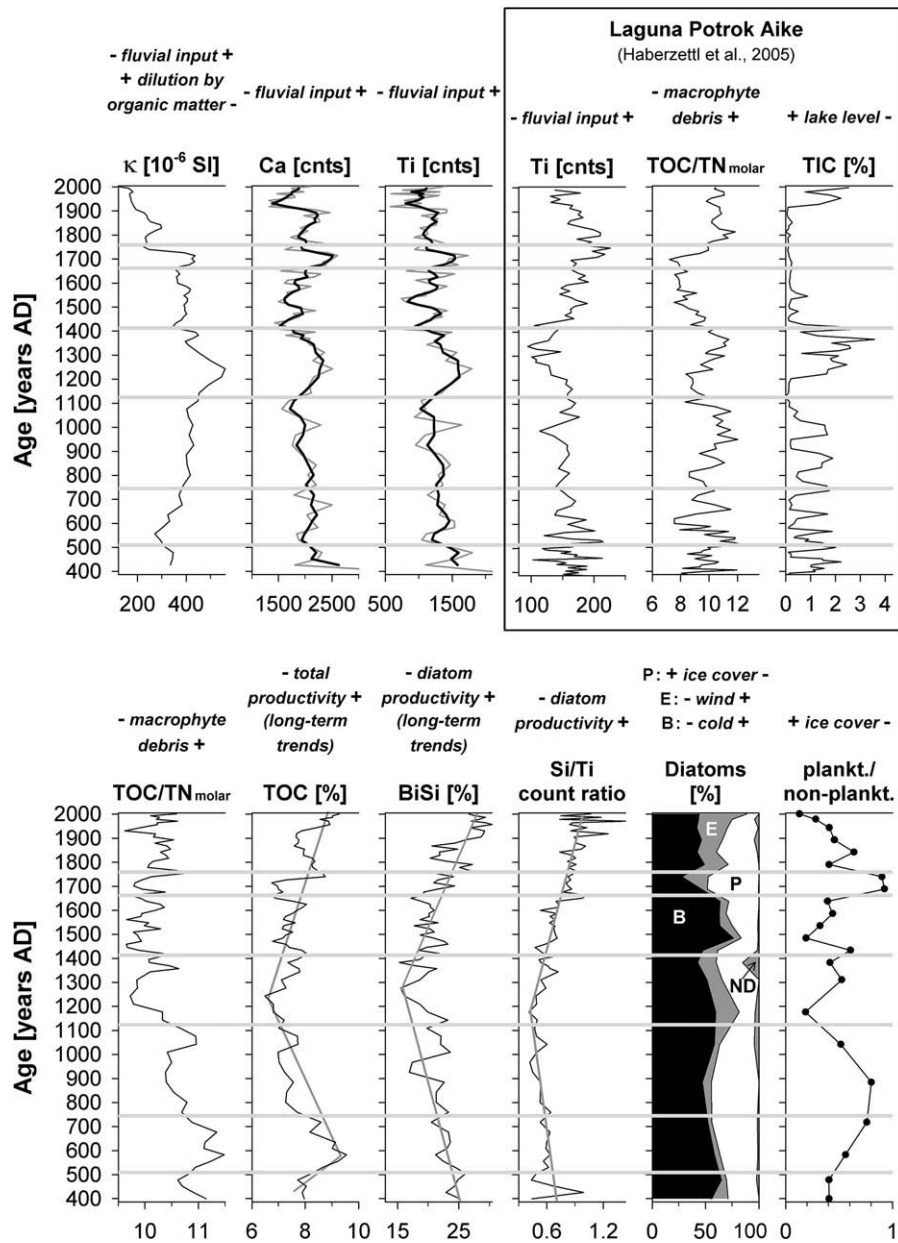 Laguna Potrok Aike
(Haberzettl et al., 2005)
- fluvial input +
+ dilution by
organic matter -
- fluvial input +
- fluvial input +
- fluvial input +
- macrophyte
debris +
+ lake level -
κ [10-6 SI]
Ca [cnts]
Ti [cnts]
Ti [cnts]
TOC/TNmolar
TIC [%]
Age [years AD]
2000
1900
1800
1700
1600
1500
1400
1300
1200
1100
1000
900
800
700
600
500
400
200 400
1500 2500
500 1500
100 200
6 8 10 12
0 1 2 3 4
- macrophyte
debris +
- total
productivity +
(long-term
trends)
- diatom
productivity +
(long-term
trends)
- diatom
productivity +
P: + ice cover -
E: - wind +
B: - cold +
+ ice cover -
TOC/TNmolar
TOC [%]
BiSi [%]
Si/Ti
count ratio
Diatoms
[%]
plankt./
non-plankt.
Age [years AD]
2000
1900
1800
1700
1600
1500
1400
1300
1200
1100
1000
900
800
700
600
500
400
E
P
B
ND
10 11
6 8 10
15 25
0.6 1.2
0 50 100
0 1